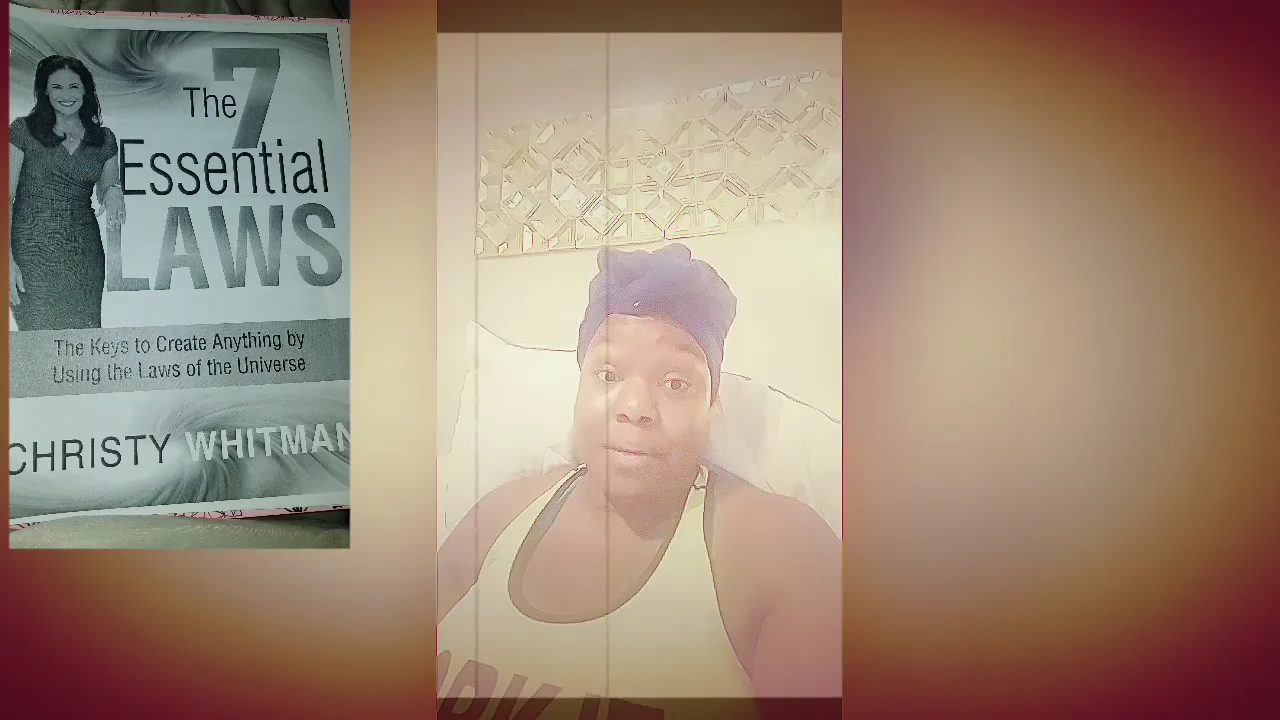 The 7
Essential
LAWS
The Keys to Create Anything by
Using the Laws of the Universe
CHRISTY WHITMAN